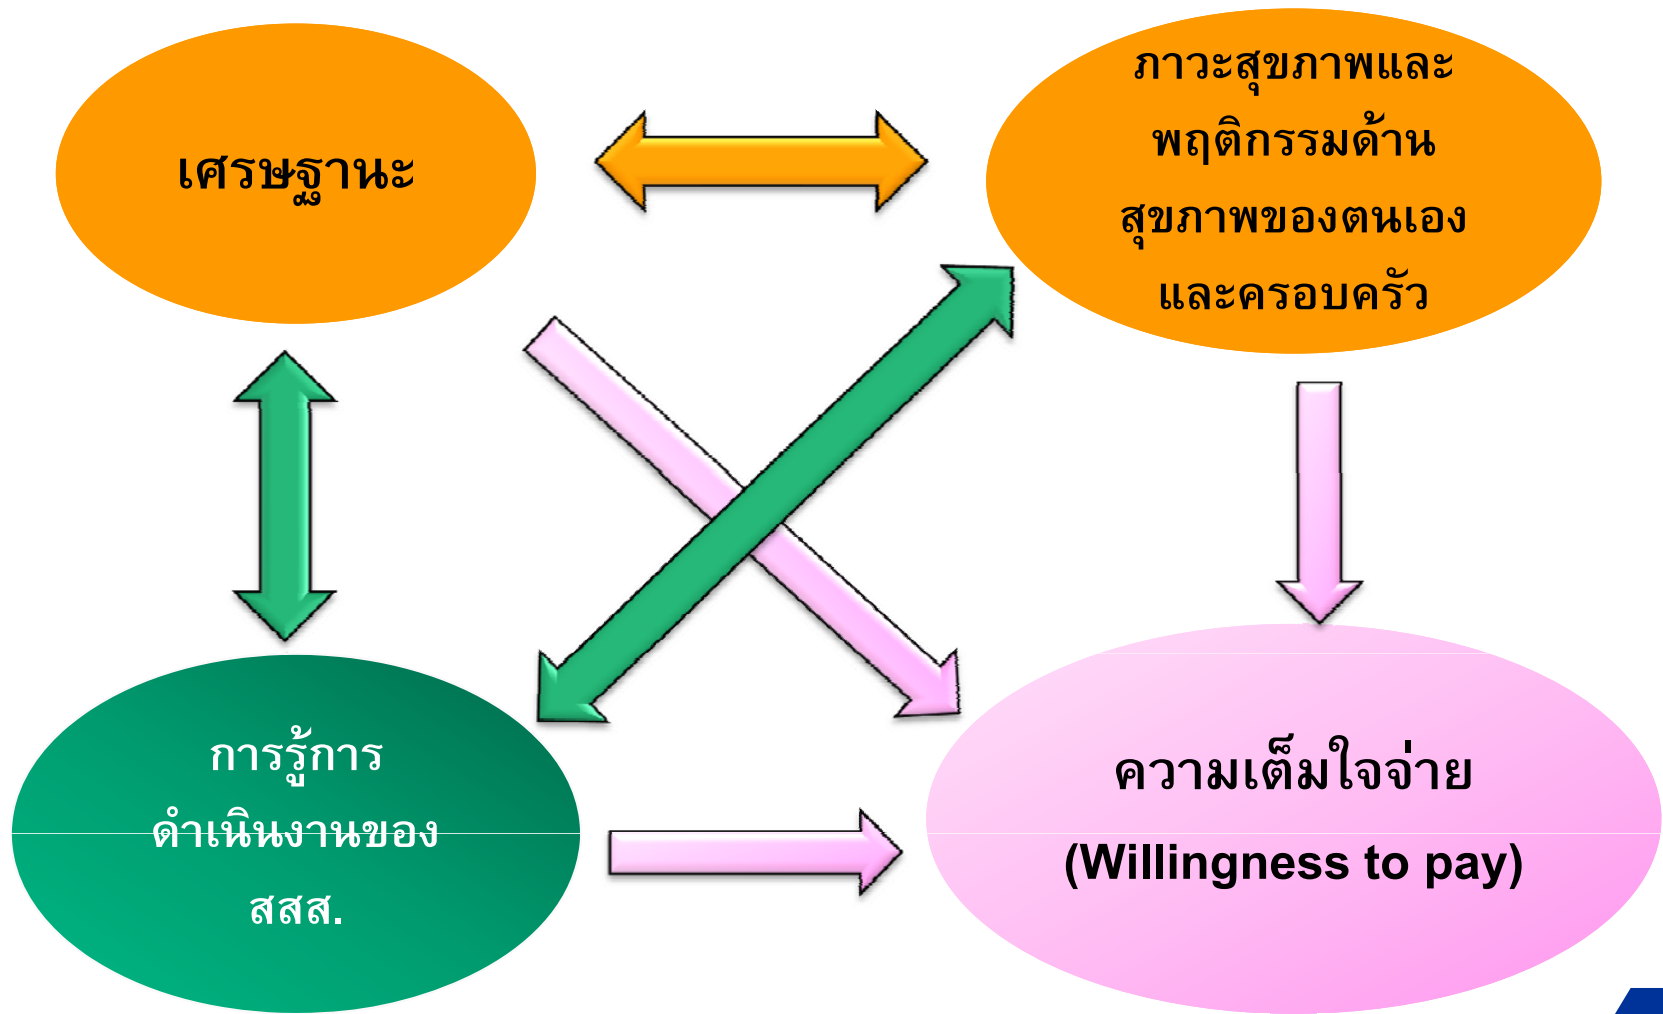 เศรษฐานะ
ภาวะสุขภาพและ
พฤติกรรมด้าน
สุขภาพของตนเอง
และครอบครัว
การรู้การ
ดำเนินงานของ
สสส.
ความเต็มใจจ่าย
(Willingness to pay)